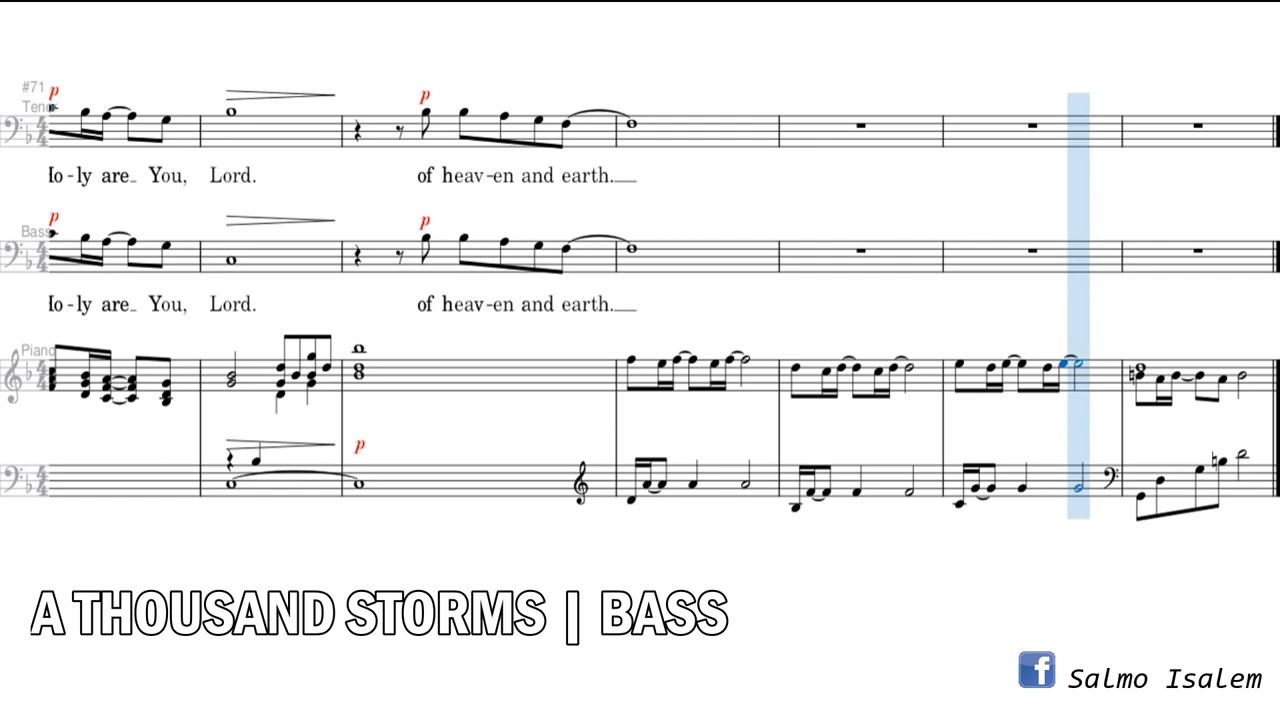 #71
p
Tenor
p
Io - ly are You, Lord. of heav-en and earth.
p
Bass
p
Io - ly are You, Lord. of heav-en and earth.
Piano
p
A THOUSAND STORMS | BASS
f Salmo Isalem